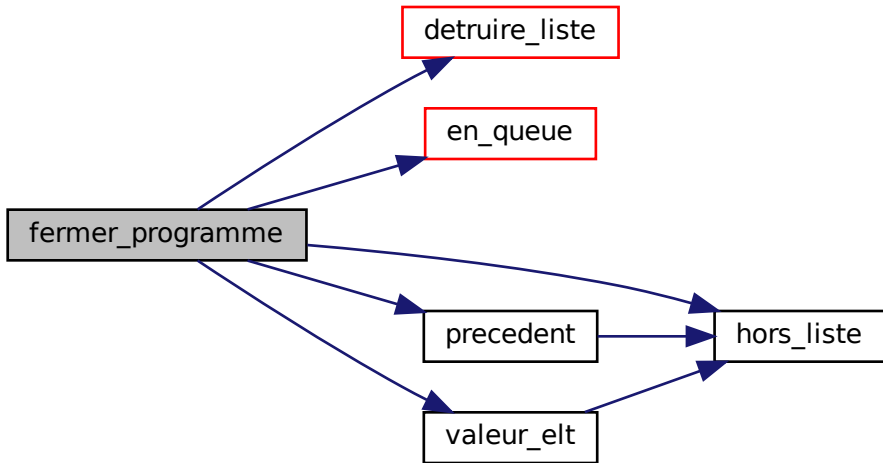 detruire_liste
en_queue
fermer_programme
precedent
hors_liste
valeur_elt